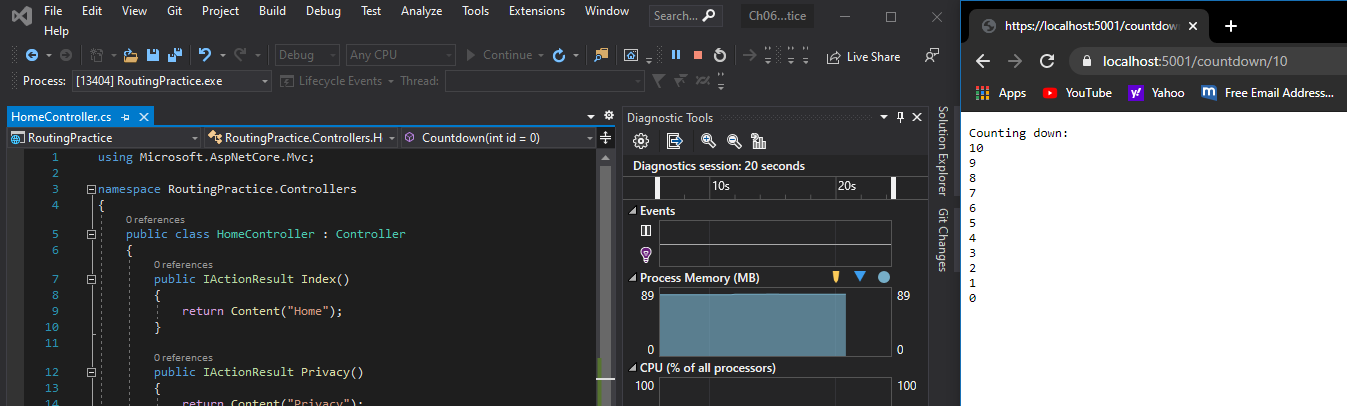 File Edit View Git Project Build Debug Test Analyze Tools Extensions Window Search... Ch06...tice
Help
Debug Any CPU Continue Live Share
Process: [13404] RoutingPractice.exe Lifecycle Events Thread:
HomeController.cs
RoutingPractice RoutingPractice.Controllers.H Countdown(int id = 0)
1 using Microsoft.AspNetCore.Mvc;
2
3 namespace RoutingPractice.Controllers
4 {
0 references
5 public class HomeController : Controller
6 {
0 references
7 public IActionResult Index()
8 {
9 return Content("Home");
10 }
11
0 references
12 public IActionResult Privacy()
13 {
14 return Content("Privacy");
Diagnostic Tools
Diagnostics session: 20 seconds
10s 20s
Events
Process Memory (MB)
89 89
0 0
CPU (% of all processors)
100 100
Solution Explorer
Git Changes
https://localhost:5001/countdow
localhost:5001/countdown/10
Apps YouTube Yahoo Free Email Address...
Counting down:
10
9
8
7
6
5
4
3
2
1
0